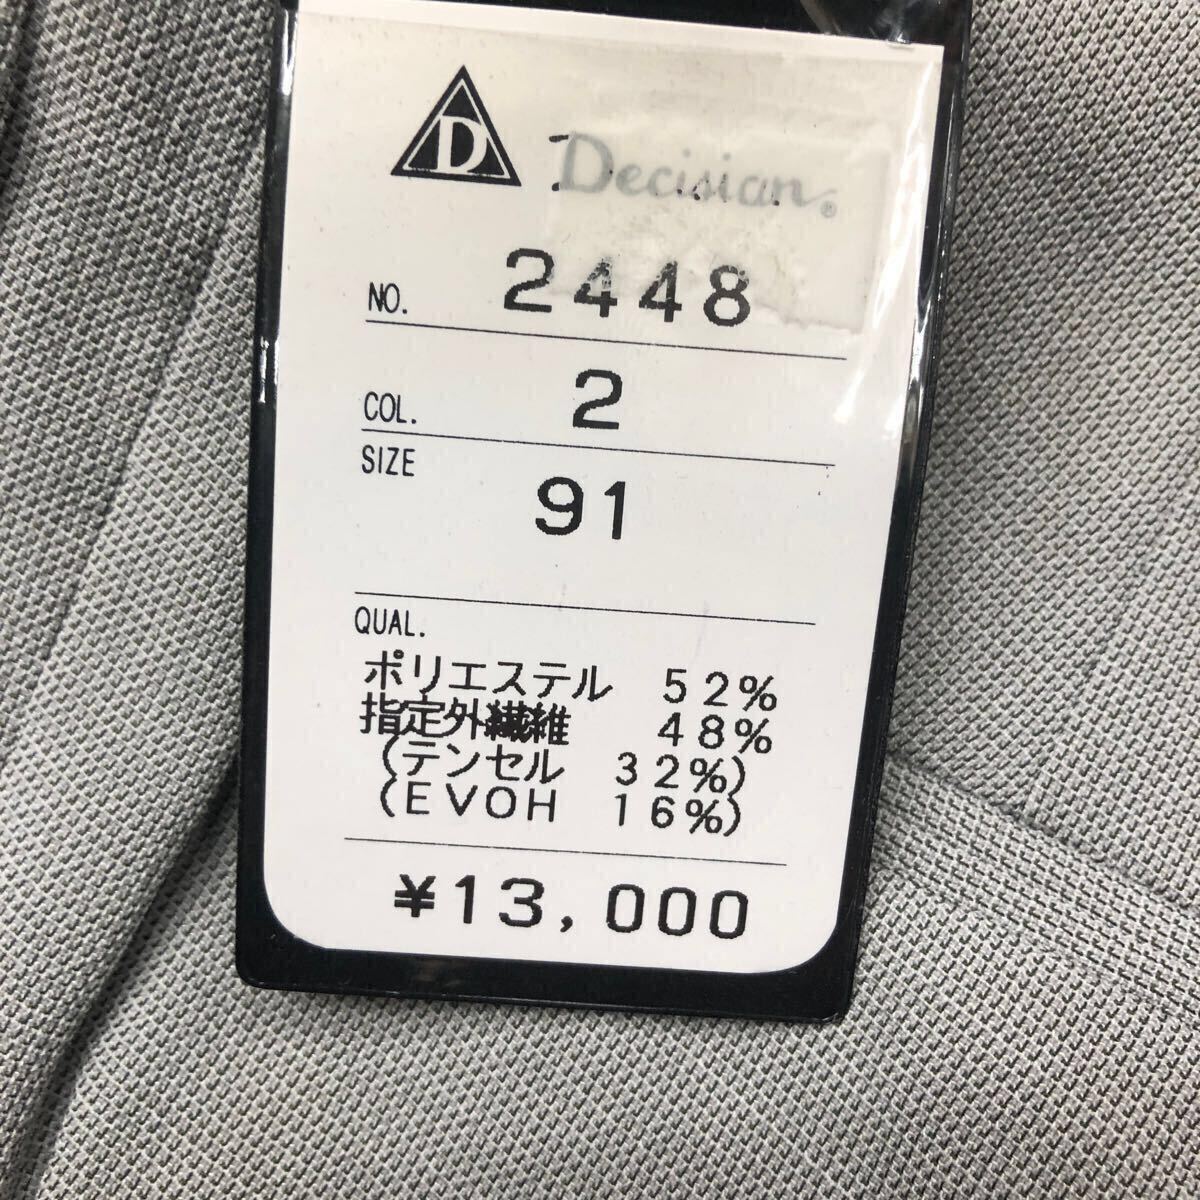 D
Decisian.®
NO. 2448
COL. 2
SIZE 91
QUAL.
ポリエステル 52%
指定外繊維 48%
(テンセル 32%)
(EVOH 16%)
¥13,000